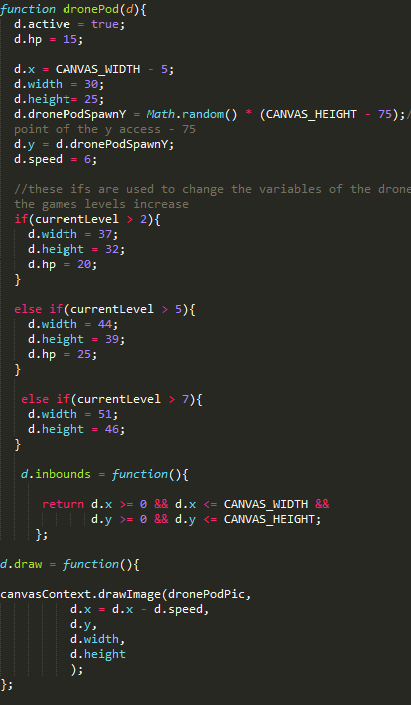 function dronePod(d){
d.active = true;
d.hp = 15;
d.x = CANVAS_WIDTH - 5;
d.width = 30;
d.height= 25;
d.dronePodSpawnY = Math.random() * (CANVAS_HEIGHT - 75);/
point of the y access - 75
d.y = d.dronePodSpawnY;
d.speed = 6;
//these ifs are used to change the variables of the drone
the games levels increase
if(currentLevel > 2){
d.width = 37;
d.height = 32;
d.hp = 20;
}
else if(currentLevel > 5){
d.width = 44;
d.height = 39;
d.hp = 25;
}
else if(currentLevel > 7){
d.width = 51;
d.height = 46;
}
d.inbounds = function(){
return d.x >= 0 && d.x <= CANVAS_WIDTH &&
d.y >= 0 && d.y <= CANVAS_HEIGHT;
};
d.draw = function(){
canvasContext.drawImage(dronePodPic,
d.x = d.x - d.speed,
d.y,
d.width,
d.height
);
};